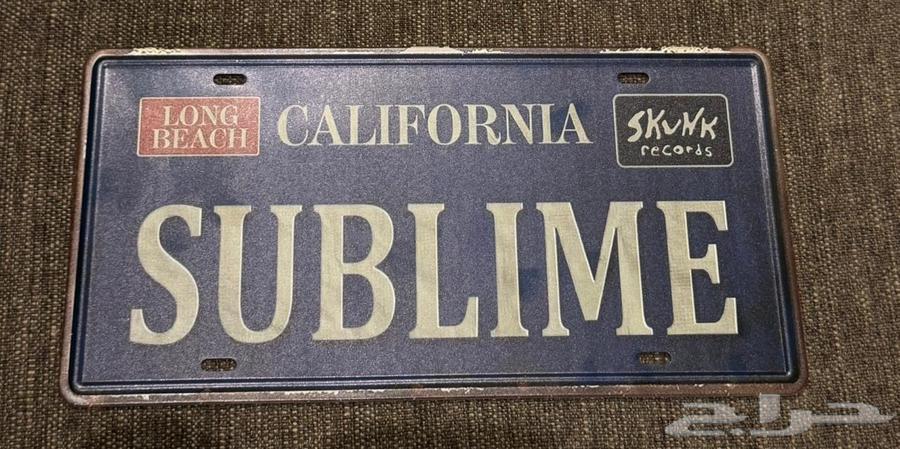 LONG
BEACH
CALIFORNIA
SKUNK
records
SUBLIME
حراج